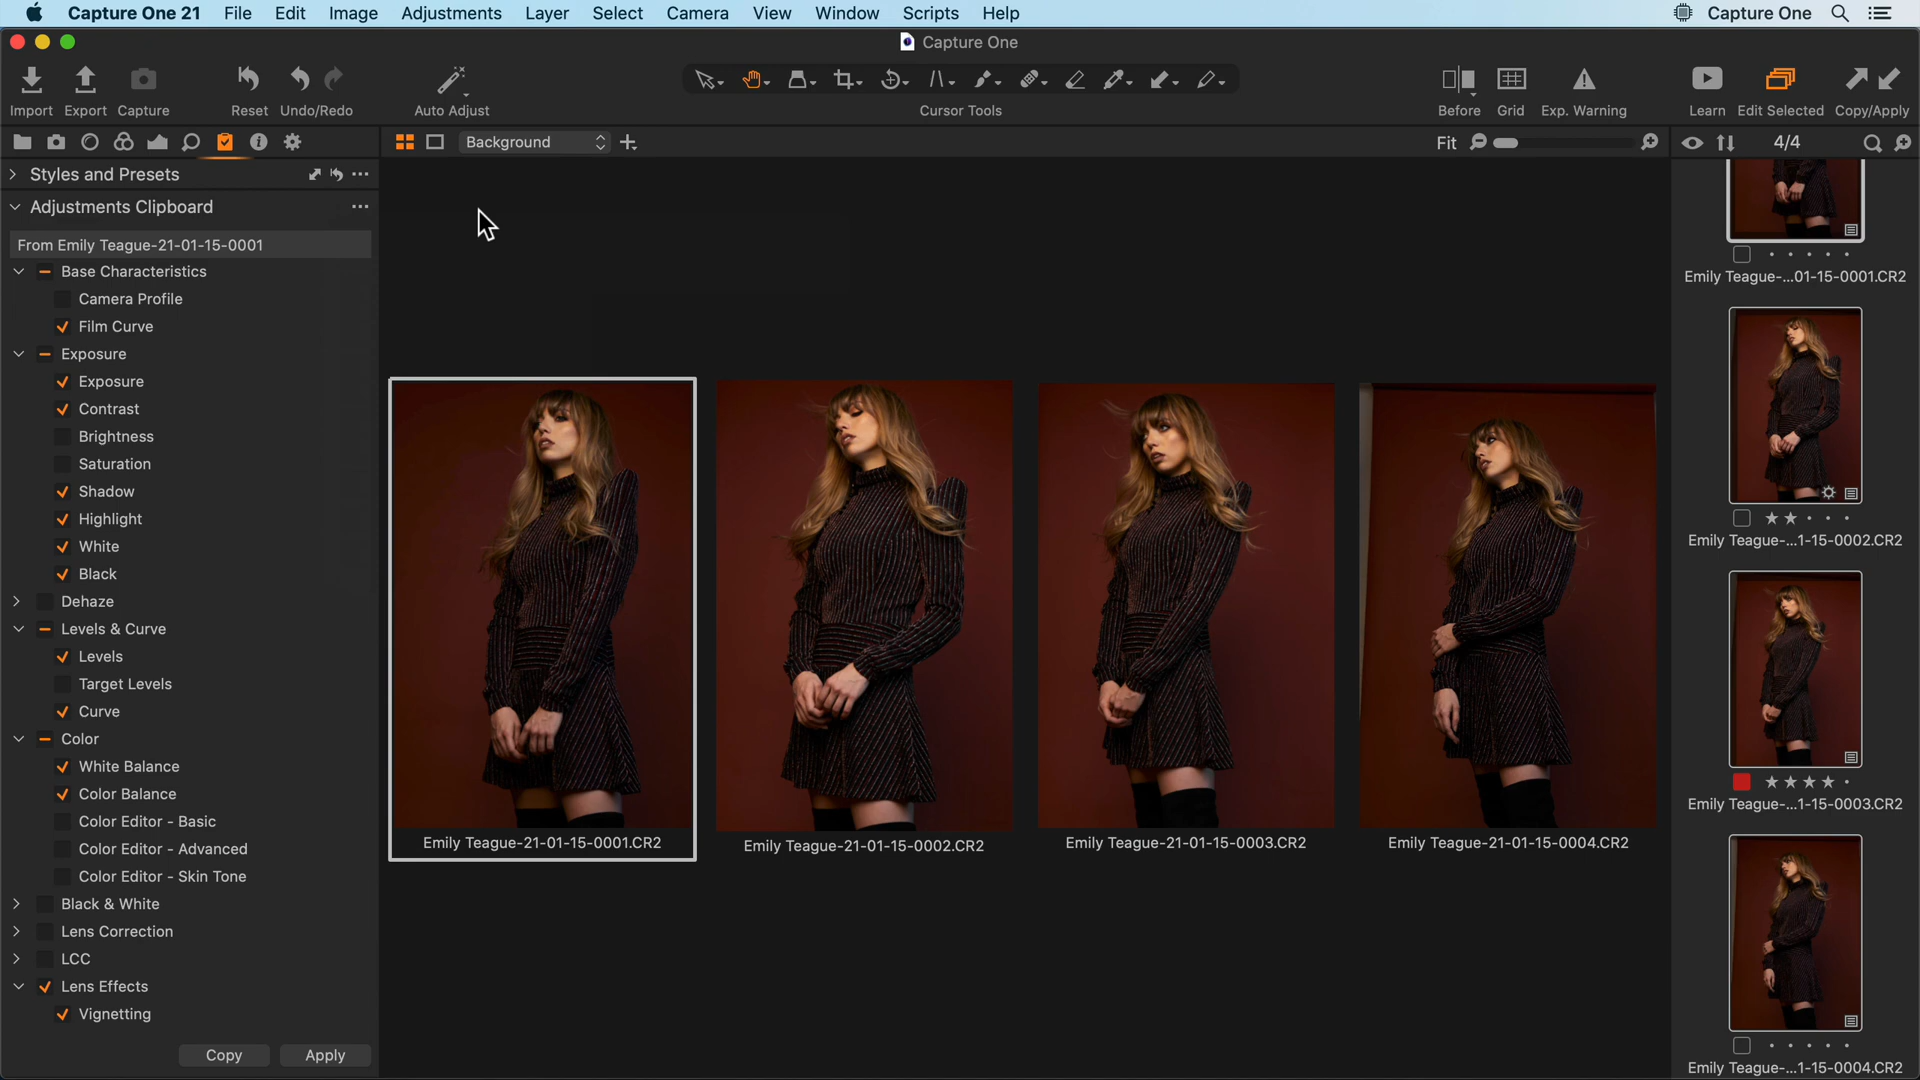 Capture One 21 File Edit Image Adjustments Layer Select Camera View Window Scripts Help Capture One
Capture One
Import Export Capture Reset Undo/Redo Auto Adjust Cursor Tools Before Grid Exp. Warning Learn Edit Selected Copy/Apply
Background Fit 4/4
Styles and Presets
Adjustments Clipboard
From Emily Teague-21-01-15-0001
Base Characteristics
Camera Profile
Film Curve
Exposure
Exposure
Contrast
Brightness
Saturation
Shadow
Highlight
White
Black
Dehaze
Levels & Curve
Levels
Target Levels
Curve
Color
White Balance
Color Balance
Color Editor - Basic
Color Editor - Advanced
Color Editor - Skin Tone
Black & White
Lens Correction
LCC
Lens Effects
Vignetting
Copy Apply
Emily Teague-21-01-15-0001.CR2
Emily Teague-21-01-15-0002.CR2
Emily Teague-21-01-15-0003.CR2
Emily Teague-21-01-15-0004.CR2
Emily Teague-...01-15-0001.CR2
Emily Teague-...1-15-0002.CR2
Emily Teague-...1-15-0003.CR2
Emily Teague-...1-15-0004.CR2